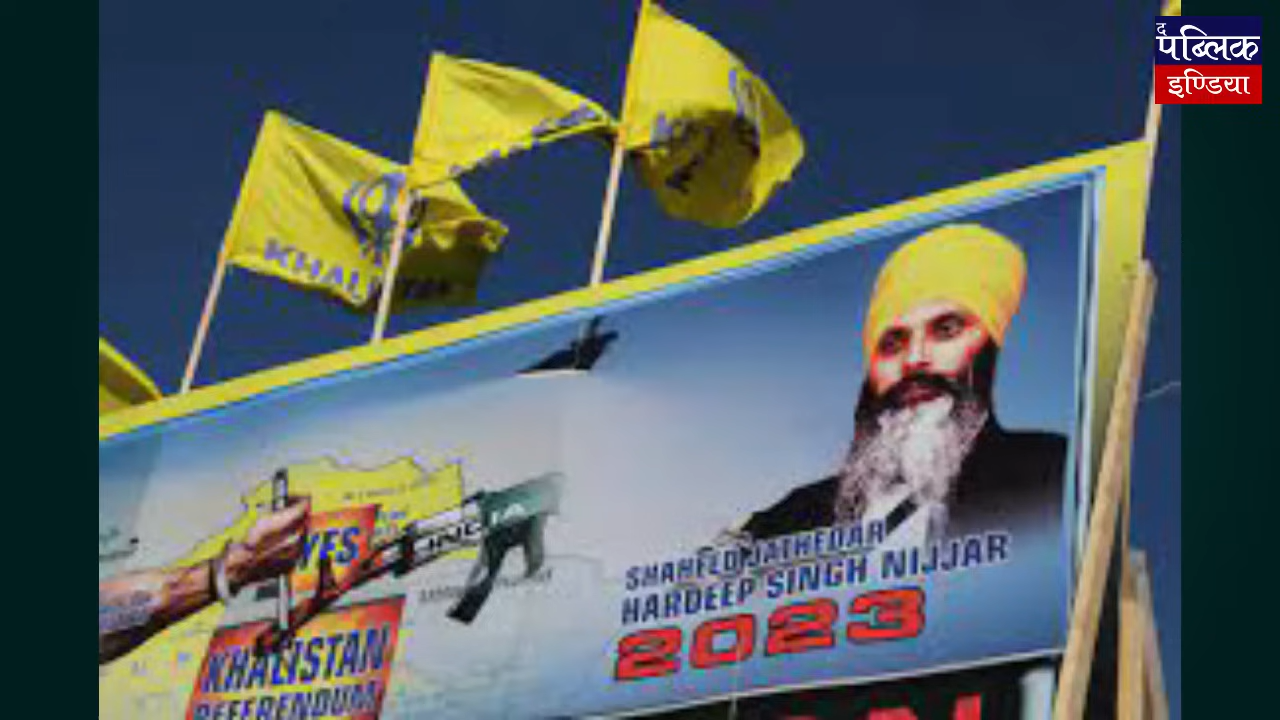 द
पब्लिक
इण्डिया
KHALISTAN
YES
INDIA
KHALISTAN
REFERENDUM
SHAHEED JATHEDAR
HARDEEP SINGH NIJJAR
2023